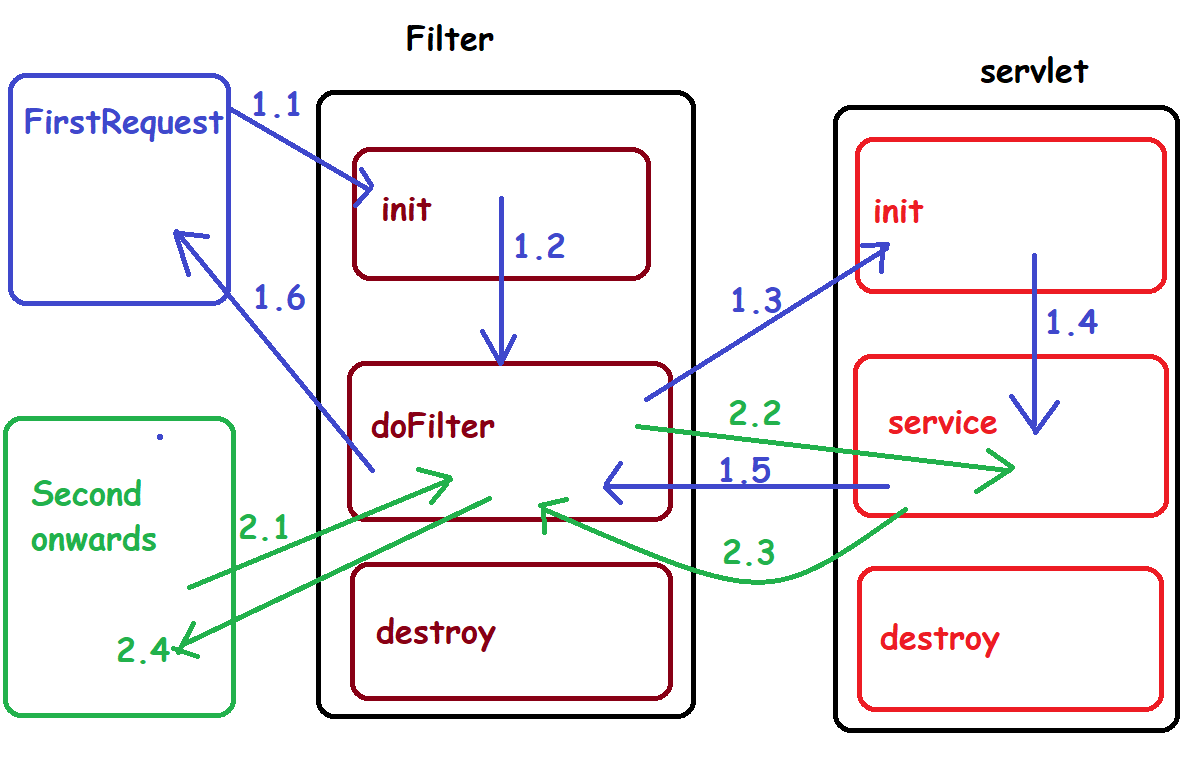 Filter
servlet
FirstRequest
1.1
init
1.2
init
1.6
1.3
1.4
doFilter
2.2
service
1.5
Second
onwards
2.1
2.3
2.4
destroy
destroy